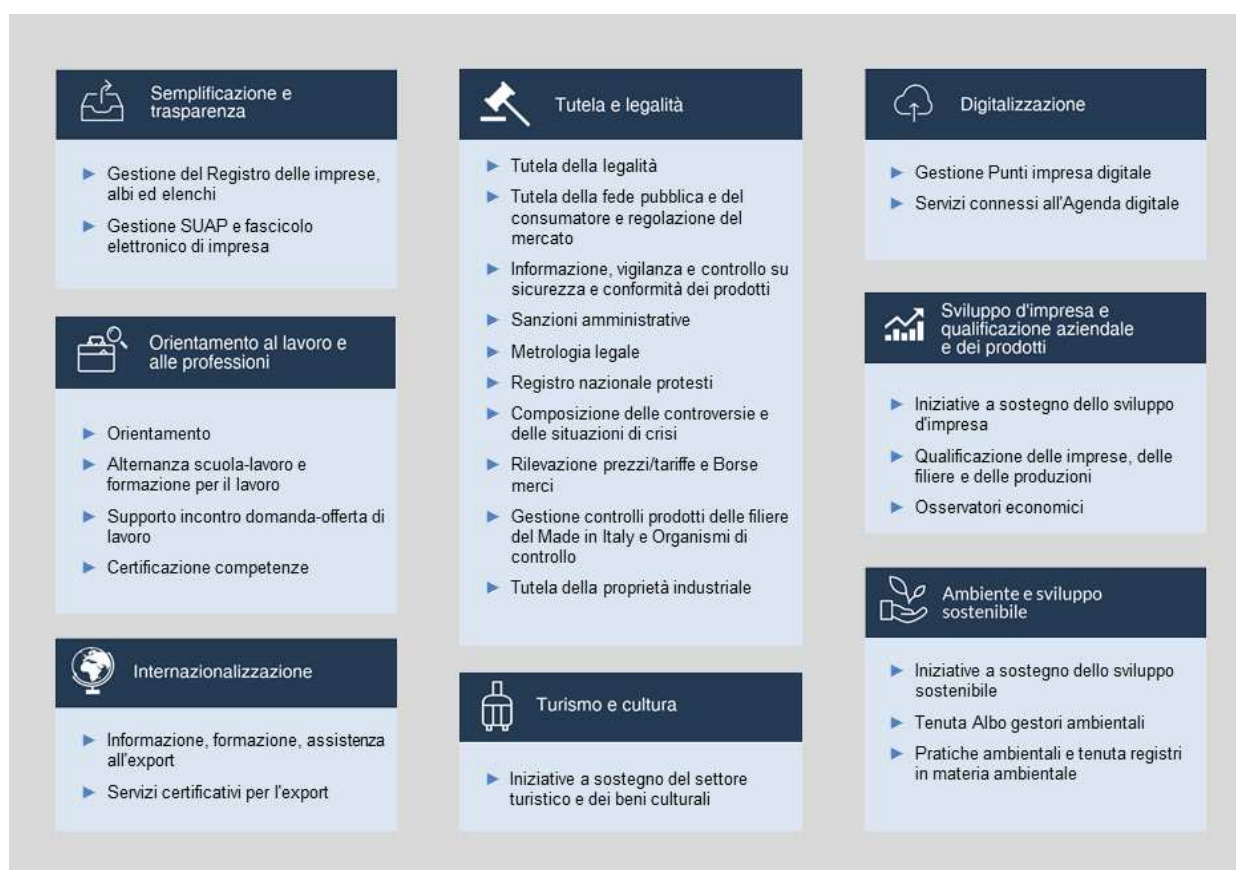 Semplificazione e
trasparenza
Gestione del Registro delle imprese,
albi ed elenchi
Gestione SUAP e fascicolo
elettronico di impresa
Orientamento al lavoro e
alle professioni
Orientamento
Alternanza scuola-lavoro e
formazione per il lavoro
Supporto incontro domanda-offerta di
lavoro
Certificazione competenze
Internazionalizzazione
Informazione, formazione, assistenza
all'export
Servizi certificativi per l'export
Tutela e legalità
Tutela della legalità
Tutela della fede pubblica e del
consumatore e regolazione del
mercato
Informazione, vigilanza e controllo su
sicurezza e conformità dei prodotti
Sanzioni amministrative
Metrologia legale
Registro nazionale protesti
Composizione delle controversie e
delle situazioni di crisi
Rilevazione prezzi/tariffe e Borse
merci
Gestione controlli prodotti delle filiere
del Made in Italy e Organismi di
controllo
Tutela della proprietà industriale
Turismo e cultura
Iniziative a sostegno del settore
turistico e dei beni culturali
Digitalizzazione
Gestione Punti impresa digitale
Servizi connessi all'Agenda digitale
Sviluppo d'impresa e
qualificazione aziendale
e dei prodotti
Iniziative a sostegno dello sviluppo
d'impresa
Qualificazione delle imprese, delle
filiere e delle produzioni
Osservatori economici
Ambiente e sviluppo
sostenibile
Iniziative a sostegno dello sviluppo
sostenibile
Tenuta Albo gestori ambientali
Pratiche ambientali e tenuta registri
in materia ambientale